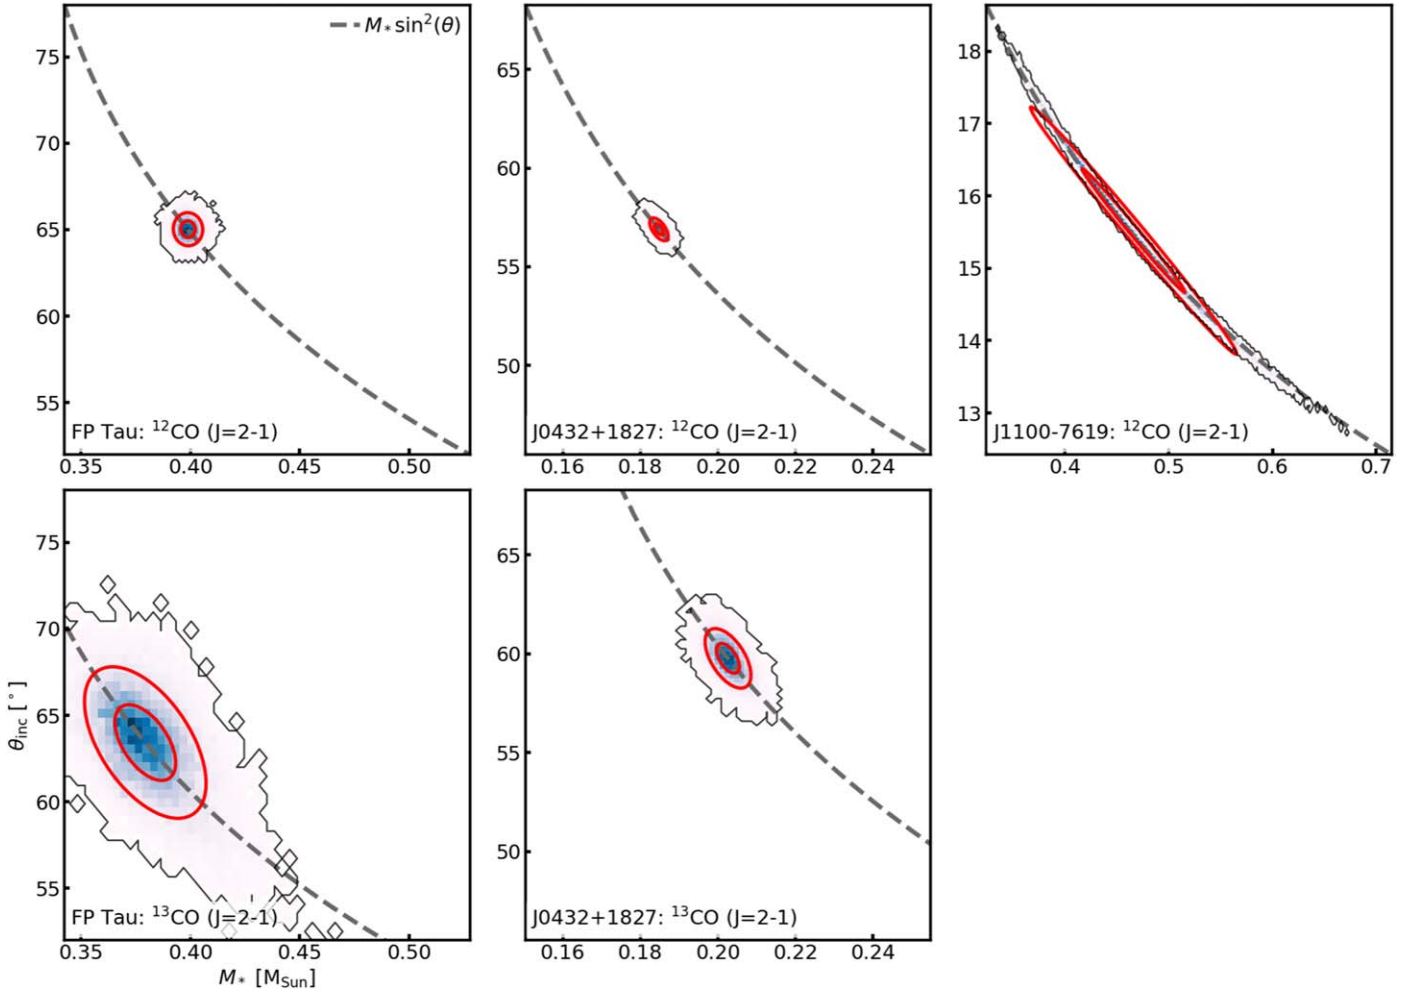 M* sin²(θ)
75
70
65
60
55
FP Tau: ¹²CO (J=2-1)
0.35 0.40 0.45 0.50
65
60
55
50
J0432+1827: ¹²CO (J=2-1)
0.16 0.18 0.20 0.22 0.24
18
17
16
15
14
13
J1100-7619: ¹²CO (J=2-1)
0.4 0.5 0.6 0.7
75
70
65
60
55
θinc [°]
FP Tau: ¹³CO (J=2-1)
0.35 0.40 0.45 0.50
M* [MSun]
65
60
55
50
J0432+1827: ¹³CO (J=2-1)
0.16 0.18 0.20 0.22 0.24